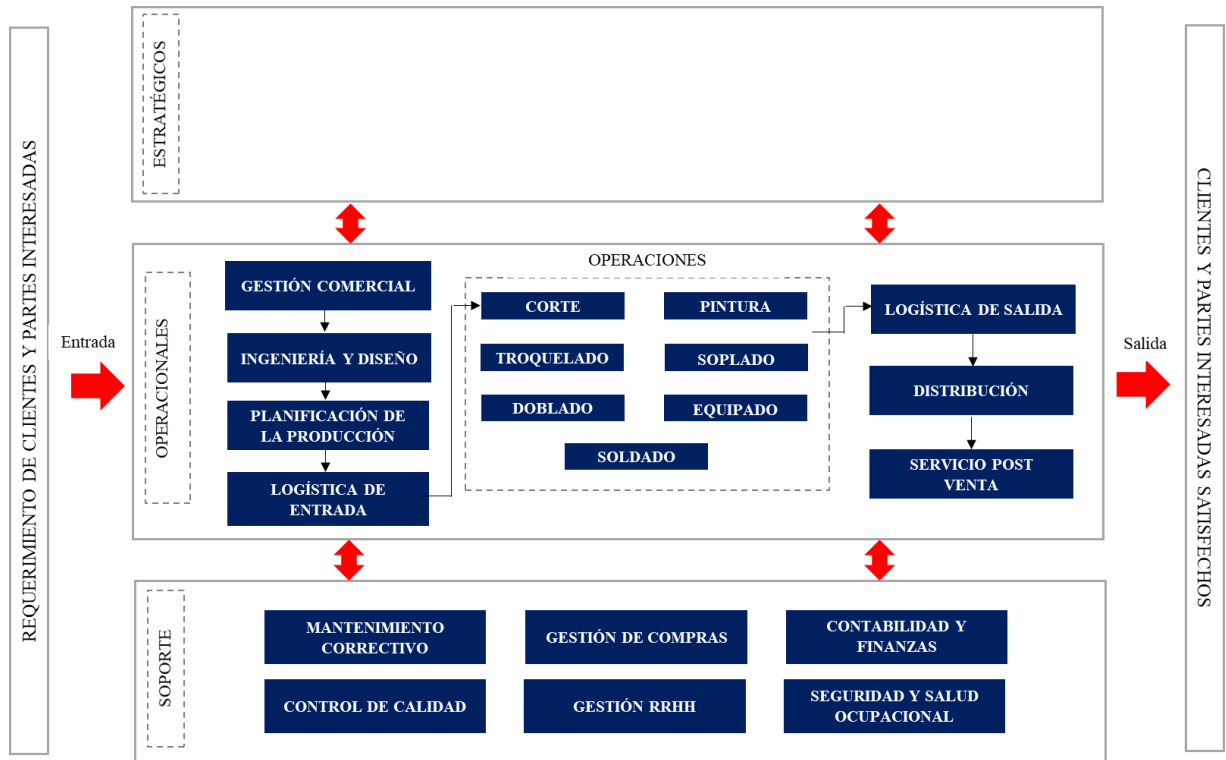 REQUERIMIENTO DE CLIENTES Y PARTES INTERESADAS
Entrada
ESTRATÉGICOS
OPERACIONALES
GESTIÓN COMERCIAL
INGENIERÍA Y DISEÑO
PLANIFICACIÓN DE
LA PRODUCCIÓN
LOGÍSTICA DE
ENTRADA
OPERACIONES
CORTE
PINTURA
TROQUELADO
SOPLADO
DOBLADO
EQUIPADO
SOLDADO
LOGÍSTICA DE SALIDA
DISTRIBUCIÓN
SERVICIO POST
VENTA
SOPORTE
MANTENIMIENTO
CORRECTIVO
GESTIÓN DE COMPRAS
CONTABILIDAD Y
FINANZAS
CONTROL DE CALIDAD
GESTIÓN RRHH
SEGURIDAD Y SALUD
OCUPACIONAL
Salida
CLIENTES Y PARTES INTERESADAS SATISFECHOS